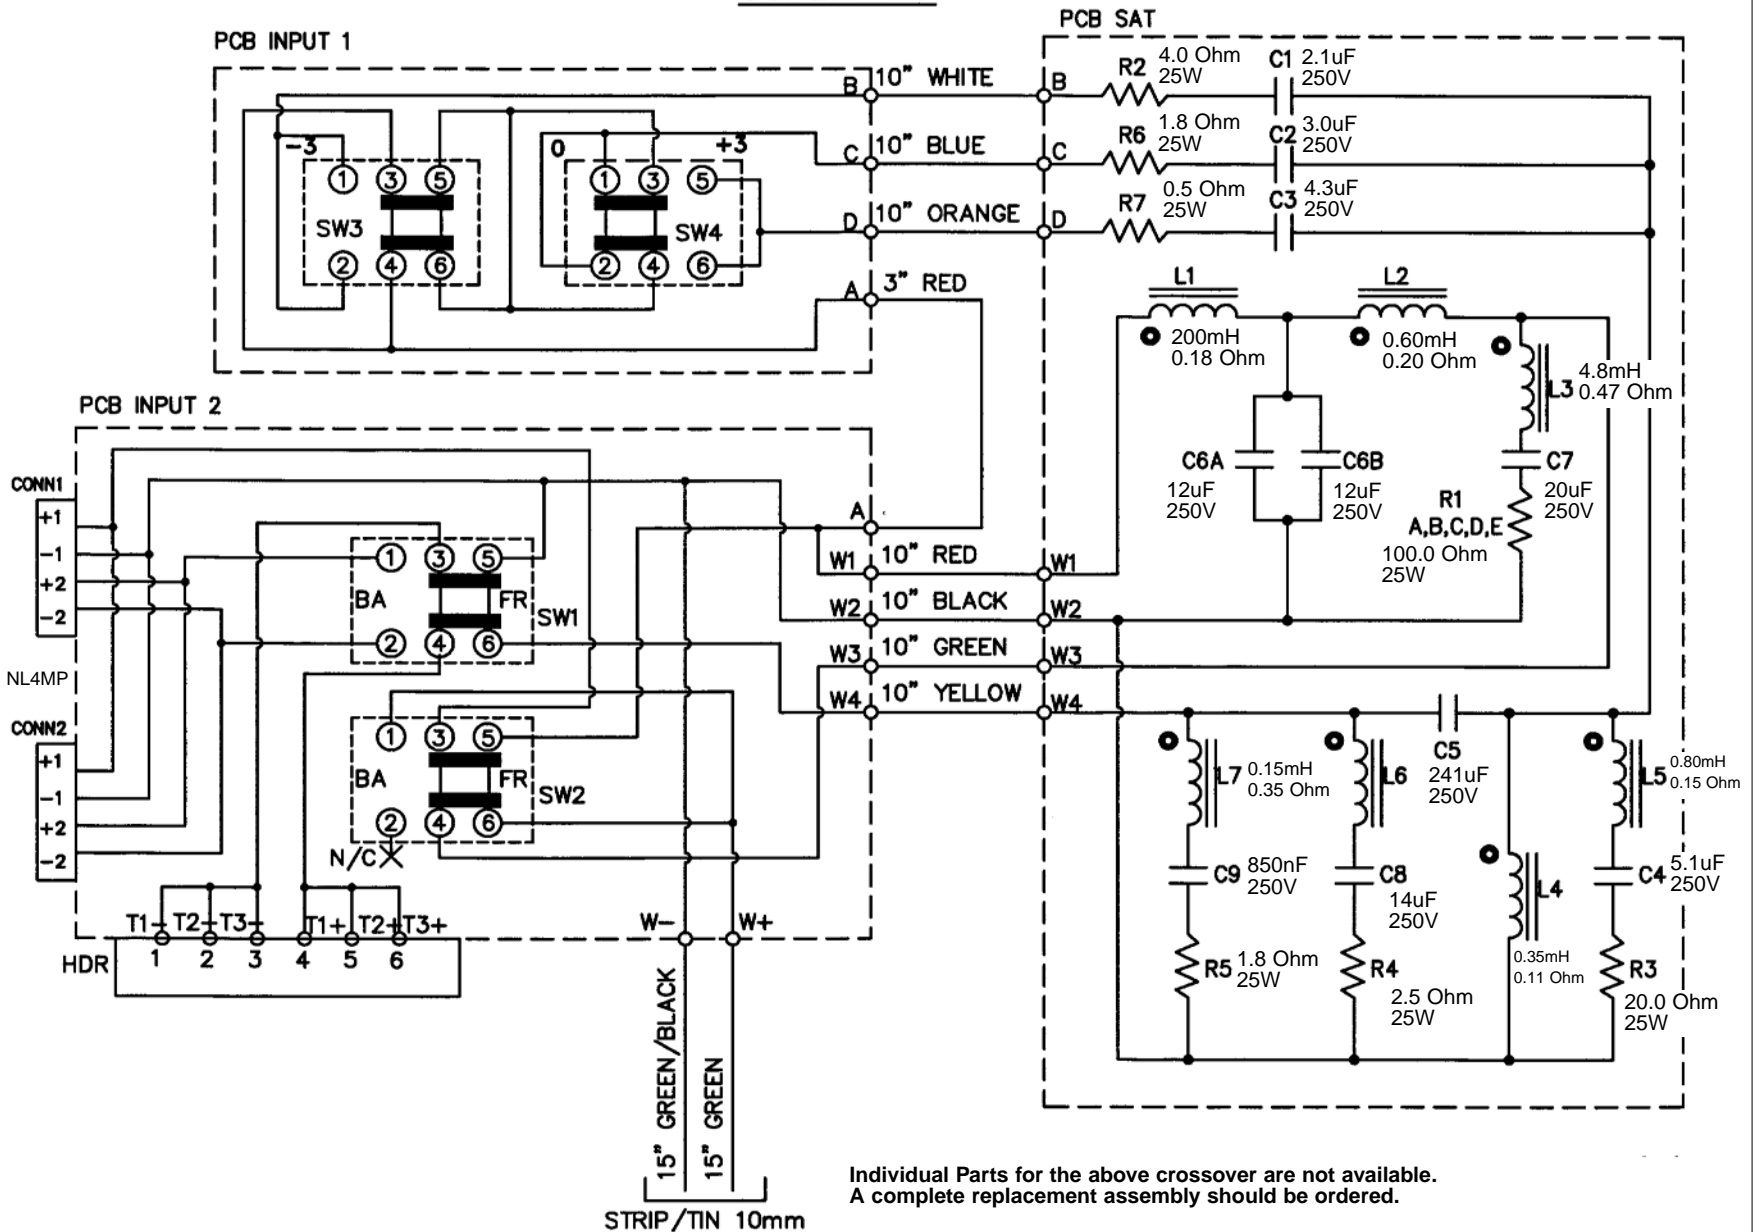 PCB SAT
PCB INPUT 1
B
10" WHITE
B
R2
4.0 Ohm
25W
C1
2.1uF
250V
-3
0
+3
C
10" BLUE
C
R6
1.8 Ohm
25W
C2
3.0uF
250V
1
3
5
1
3
5
SW3
SW4
2
4
6
2
4
6
D
10" ORANGE
D
R7
0.5 Ohm
25W
C3
4.3uF
250V
A
3" RED
L1
200mH
0.18 Ohm
L2
0.60mH
0.20 Ohm
L3
4.8mH
0.47 Ohm
C6A
12uF
250V
C6B
12uF
250V
C7
20uF
250V
R1
A,B,C,D,E
100.0 Ohm
25W
PCB INPUT 2
CONN1
+1
-1
+2
-2
NL4MP
CONN2
+1
-1
+2
-2
1
3
5
BA
FR
SW1
2
4
6
1
3
5
BA
FR
SW2
2
4
6
N/C
A
W1
10" RED
W1
W2
10" BLACK
W2
W3
10" GREEN
W3
W4
10" YELLOW
W4
C5
241uF
250V
L7
0.15mH
0.35 Ohm
L6
L5
0.80mH
0.15 Ohm
C9
850nF
250V
C8
14uF
250V
L4
0.35mH
0.11 Ohm
C4
5.1uF
250V
R5
1.8 Ohm
25W
R4
2.5 Ohm
25W
R3
20.0 Ohm
25W
T1-
T2-
T3-
T1+
T2+
T3+
HDR
1
2
3
4
5
6
W-
W+
15" GREEN/BLACK
15" GREEN
STRIP/TIN 10mm
Individual Parts for the above crossover are not available.
A complete replacement assembly should be ordered.